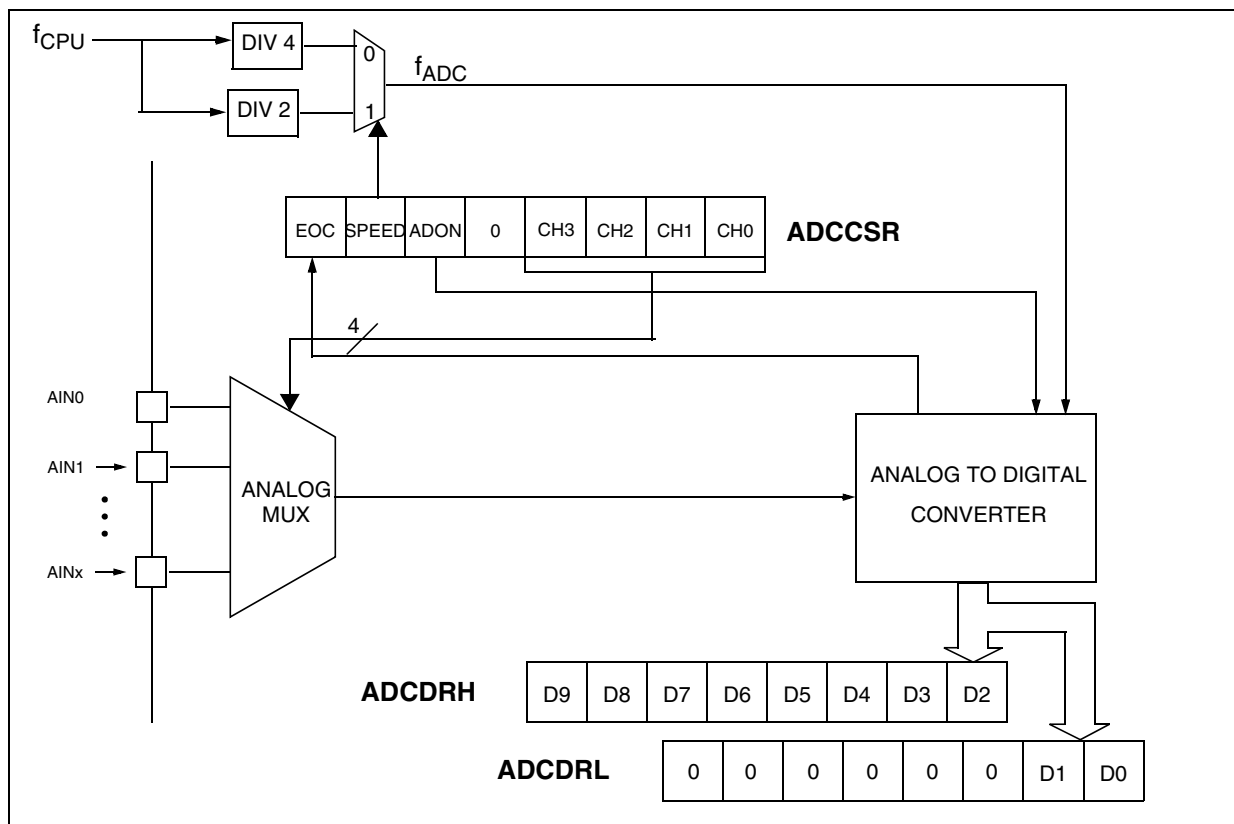 fCPU
DIV 4
0
fADC
DIV 2
1
EOC SPEED ADON 0 CH3 CH2 CH1 CH0 ADCCSR
4
AIN0
AIN1
ANALOG
MUX
ANALOG TO DIGITAL
CONVERTER
AINx
ADCDRH D9 D8 D7 D6 D5 D4 D3 D2
ADCDRL 0 0 0 0 0 0 D1 D0